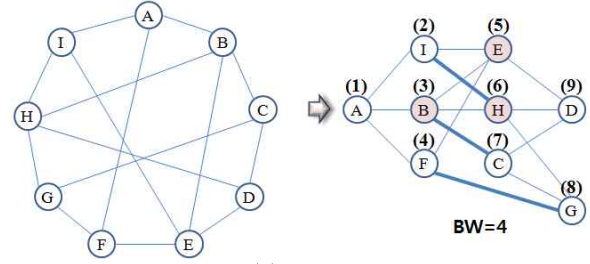 A
I
B
H
C
G
D
F
E
(2) (5)
I E
(1) (3) (6) (9)
A B H D
(4) (7)
F C
(8)
G
BW=4